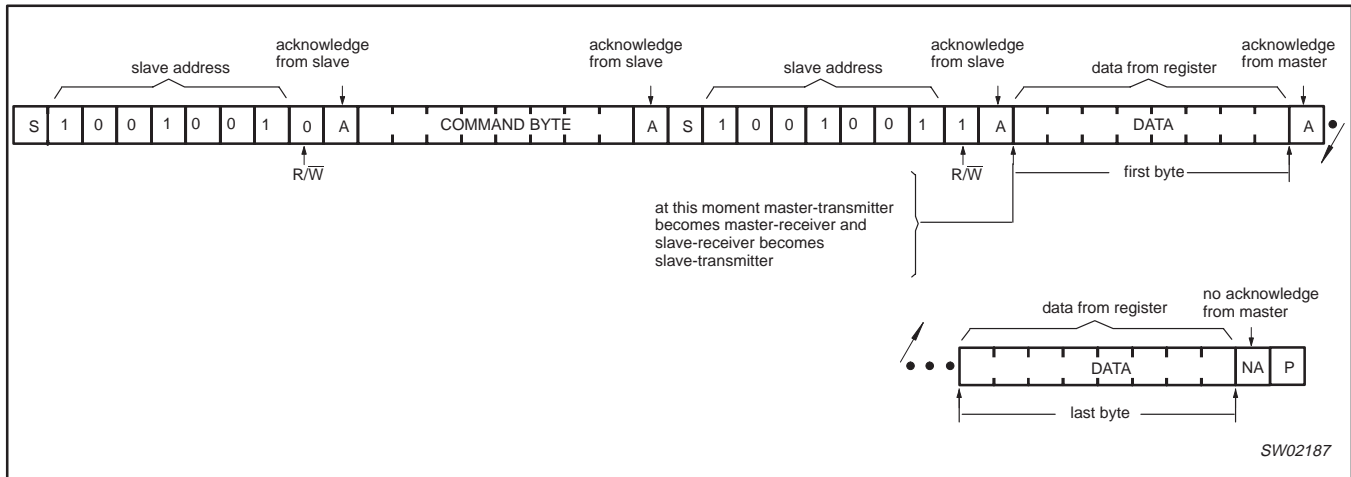 acknowledge
from slave
acknowledge
from slave
acknowledge
from slave
acknowledge
from master
slave address
slave address
data from register
S 1 0 0 1 0 0 1 0 A COMMAND BYTE A S 1 0 0 1 0 0 1 1 A DATA A
R/W̅
R/W̅
first byte
at this moment master-transmitter
becomes master-receiver and
slave-receiver becomes
slave-transmitter
data from register
no acknowledge
from master
DATA NA P
last byte
SW02187